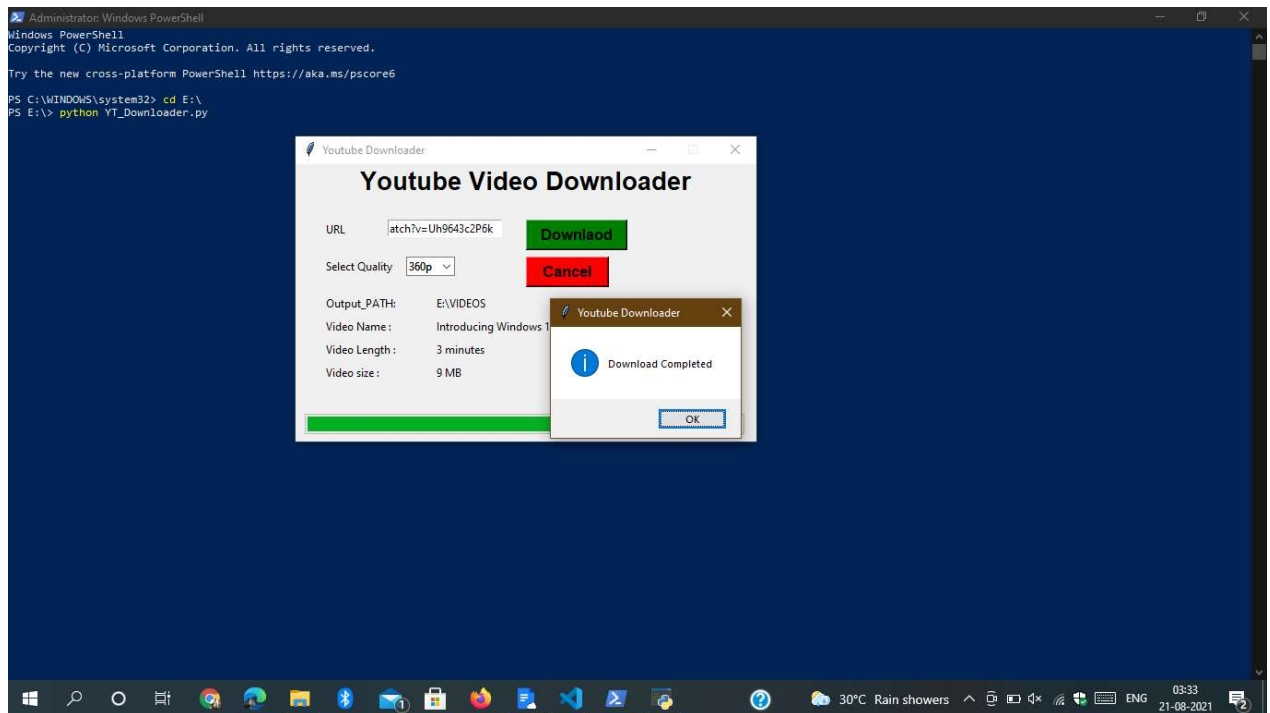 Administrator: Windows PowerShell
Windows PowerShell
Copyright (C) Microsoft Corporation. All rights reserved.
Try the new cross-platform PowerShell https://aka.ms/pscore6
PS C:\WINDOWS\system32> cd E:\
PS E:\> python YT_Downloader.py
Youtube Downloader
Youtube Video Downloader
URL atch?v=Uh9643c2P6k Downlaod
Select Quality 360p Cancel
Output_PATH: E:\VIDEOS
Video Name : Introducing Windows 1
Video Length : 3 minutes
Video size : 9 MB
Youtube Downloader
Download Completed
OK
1
30°C Rain showers ENG 03:33
21-08-2021
2